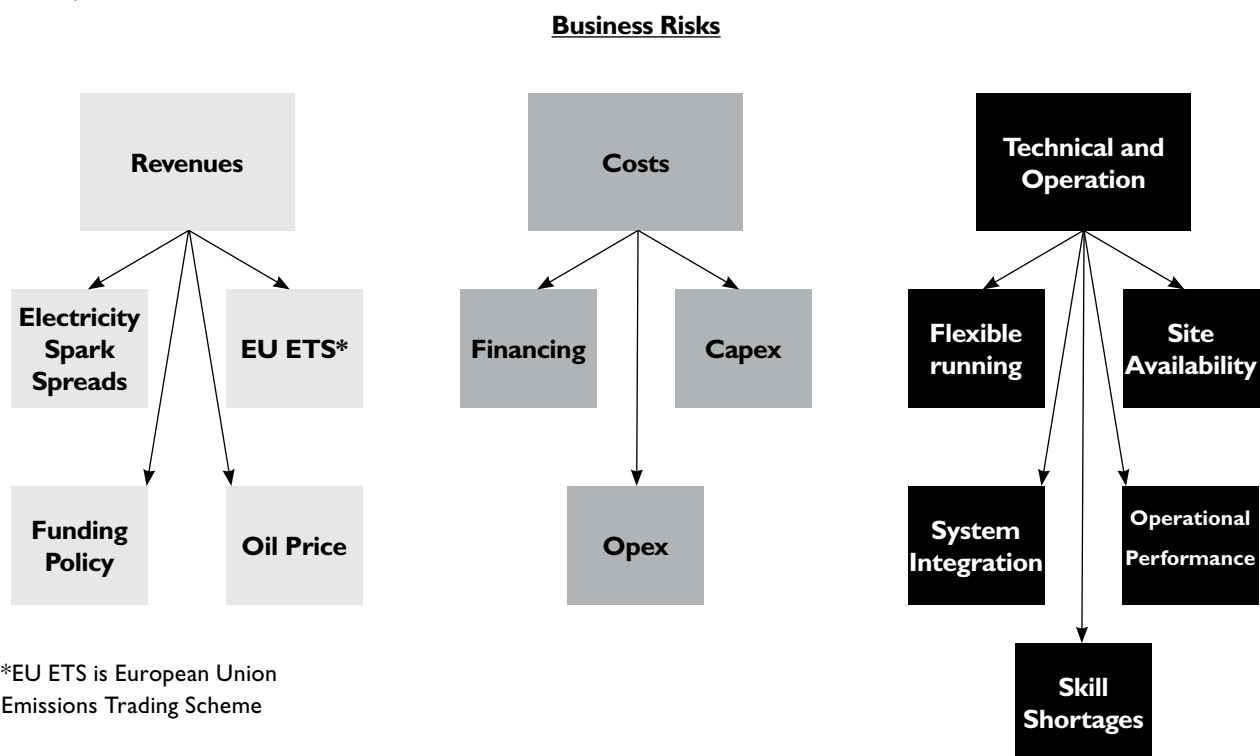 Business Risks
Revenues
Costs
Technical and
Operation
Electricity
Spark
Spreads
EU ETS*
Financing
Capex
Flexible
running
Site
Availability
Funding
Policy
Oil Price
Opex
System
Integration
Operational
Performance
Skill
Shortages
*EU ETS is European Union
Emissions Trading Scheme